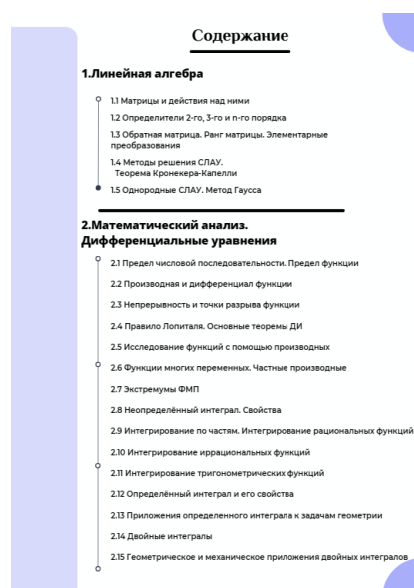 Содержание
1.Линейная алгебра
1.1 Матрицы и действия над ними
1.2 Определители 2-го, 3-го и n-го порядка
1.3 Обратная матрица. Ранг матрицы. Элементарные
преобразования
1.4 Методы решения СЛАУ.
Теорема Кронекера-Капелли
1.5 Однородные СЛАУ. Метод Гаусса
2.Математический анализ.
Дифференциальные уравнения
2.1 Предел числовой последовательности. Предел функции
2.2 Производная и дифференциал функции
2.3 Непрерывность и точки разрыва функции
2.4 Правило Лопиталя. Основные теоремы ДИ
2.5 Исследование функций с помощью производных
2.6 Функции многих переменных. Частные производные
2.7 Экстремумы ФМП
2.8 Неопределённый интеграл. Свойства
2.9 Интегрирование по частям. Интегрирование рациональных функций
2.10 Интегрирование иррациональных функций
2.11 Интегрирование тригонометрических функций
2.12 Определённый интеграл и его свойства
2.13 Приложения определенного интеграла к задачам геометрии
2.14 Двойные интегралы
2.15 Геометрическое и механическое приложения двойных интегралов